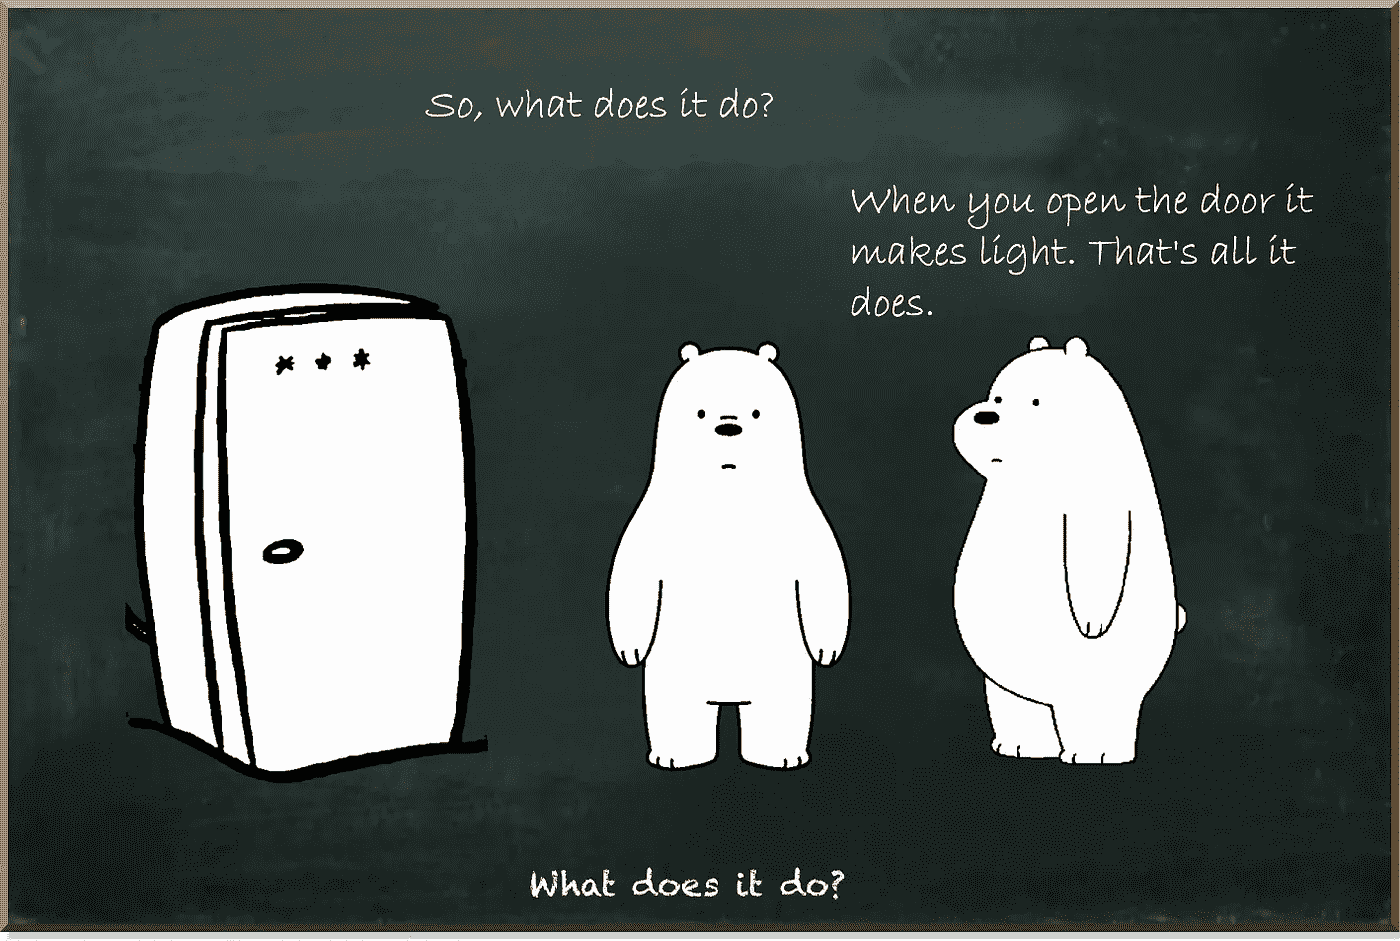 So, what does it do?
When you open the door it
makes light. That's all it
does.
What does it do?